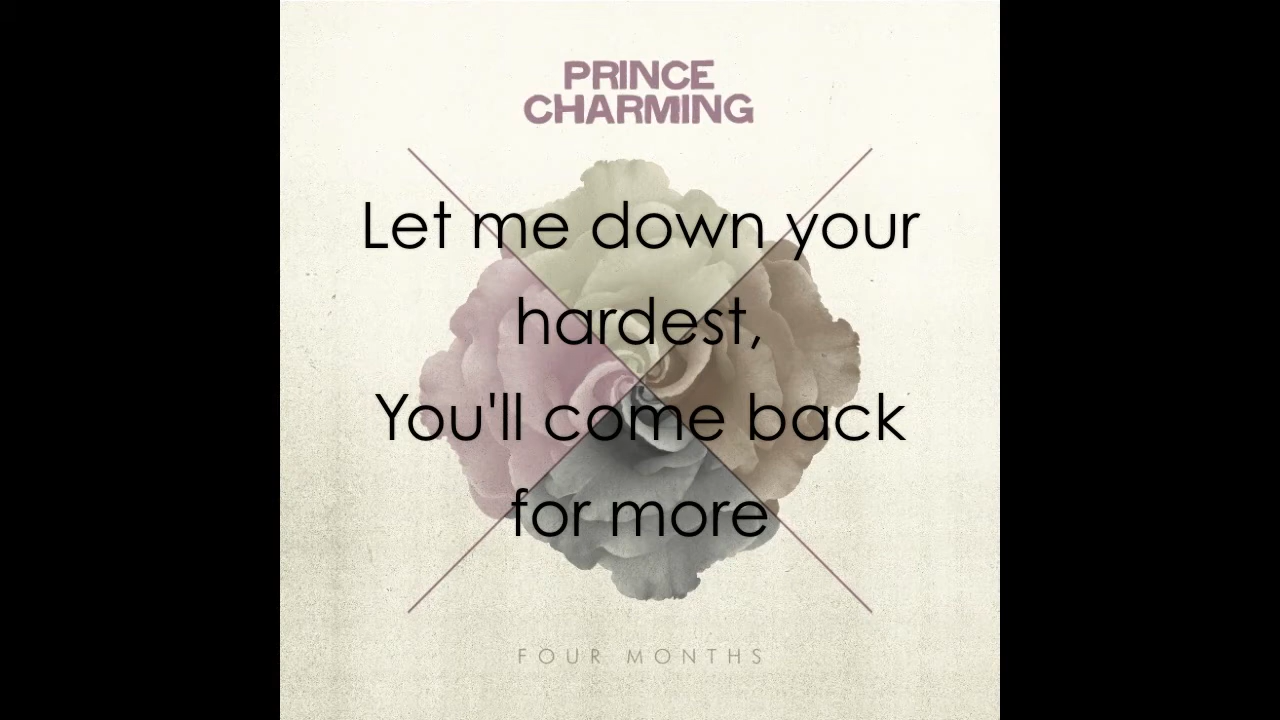 PRINCE
CHARMING
Let me down your
hardest,
You'll come back
for more
FOUR MONTHS